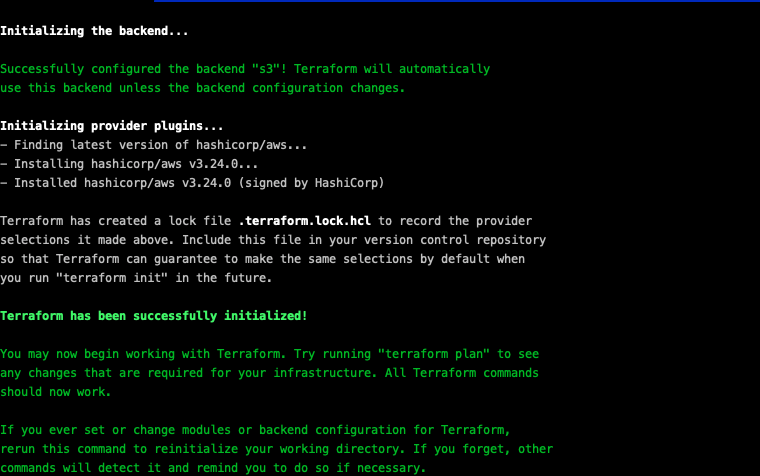 Initializing the backend...
Successfully configured the backend "s3"! Terraform will automatically
use this backend unless the backend configuration changes.
Initializing provider plugins...
- Finding latest version of hashicorp/aws...
- Installing hashicorp/aws v3.24.0...
- Installed hashicorp/aws v3.24.0 (signed by HashiCorp)
Terraform has created a lock file .terraform.lock.hcl to record the provider
selections it made above. Include this file in your version control repository
so that Terraform can guarantee to make the same selections by default when
you run "terraform init" in the future.
Terraform has been successfully initialized!
You may now begin working with Terraform. Try running "terraform plan" to see
any changes that are required for your infrastructure. All Terraform commands
should now work.
If you ever set or change modules or backend configuration for Terraform,
rerun this command to reinitialize your working directory. If you forget, other
commands will detect it and remind you to do so if necessary.